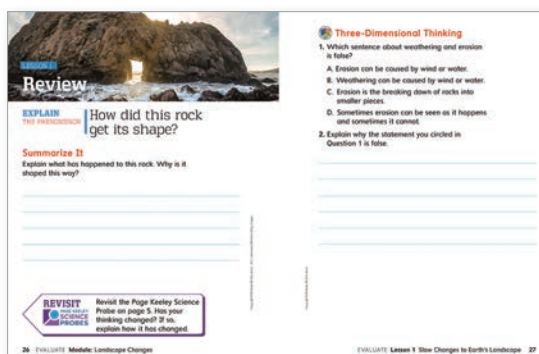 LESSON 1
Review
EXPLAIN
THE PHENOMENON
How did this rock
get its shape?
Summarize It
Explain what has happened to this rock. Why is it
shaped this way?
REVISIT
PAGE KEELEY
SCIENCE
PROBES
Revisit the Page Keeley Science
Probe on page 5. Has your
thinking changed? If so,
explain how it has changed.
26 EVALUATE Module: Landscape Changes
Three-Dimensional Thinking
1. Which sentence about weathering and erosion
is false?
A. Erosion can be caused by wind or water.
B. Weathering can be caused by wind or water.
C. Erosion is the breaking down of rocks into
smaller pieces.
D. Sometimes erosion can be seen as it happens
and sometimes it cannot.
2. Explain why the statement you circled in
Question 1 is false.
EVALUATE Lesson 1 Slow Changes to Earth's Landscape 27